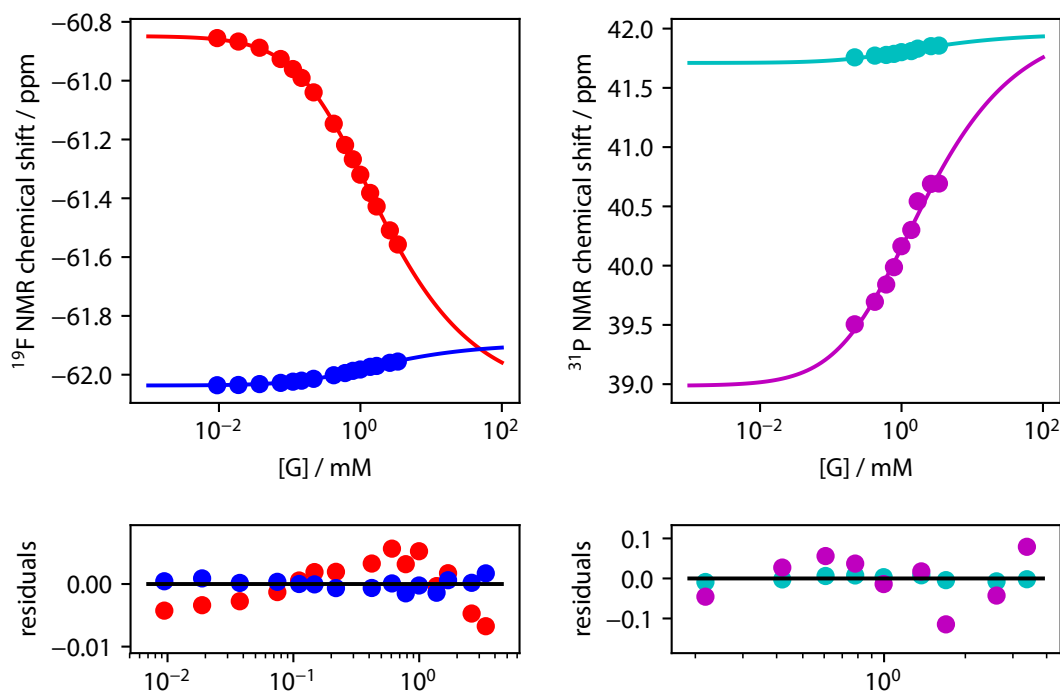 ¹⁹F NMR chemical shift / ppm
−60.8
−61.0
−61.2
−61.4
−61.6
−61.8
−62.0
10⁻² 10⁰ 10²
[G] / mM
³¹P NMR chemical shift / ppm
42.0
41.5
41.0
40.5
40.0
39.5
39.0
10⁻² 10⁰ 10²
[G] / mM
residuals
0.00
−0.01
10⁻² 10⁻¹ 10⁰
residuals
0.1
0.0
−0.1
10⁰